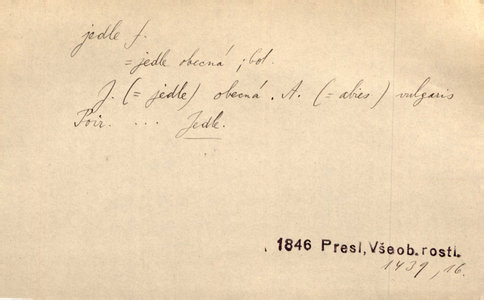 jedle f.
= jedle obecná ; bot.
J. (= jedle) obecná. A. (= abies) vulgaris
Poir. ... Jedle.
1846 Presl, Všeob. rostl.
1439, 16.